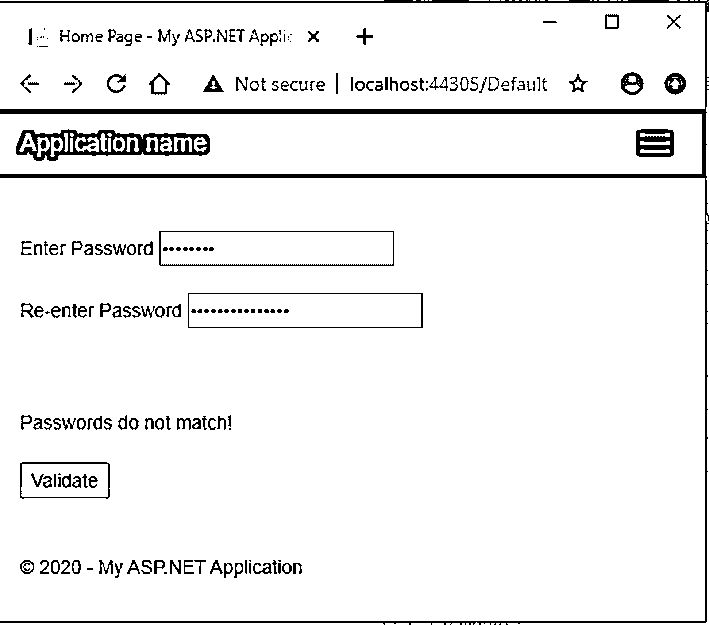 Home Page - My ASP.NET Applic
Not secure | localhost:44305/Default
Application name
Enter Password ••••••••
Re-enter Password •••••••••••••••
Passwords do not match!
Validate
© 2020 - My ASP.NET Application